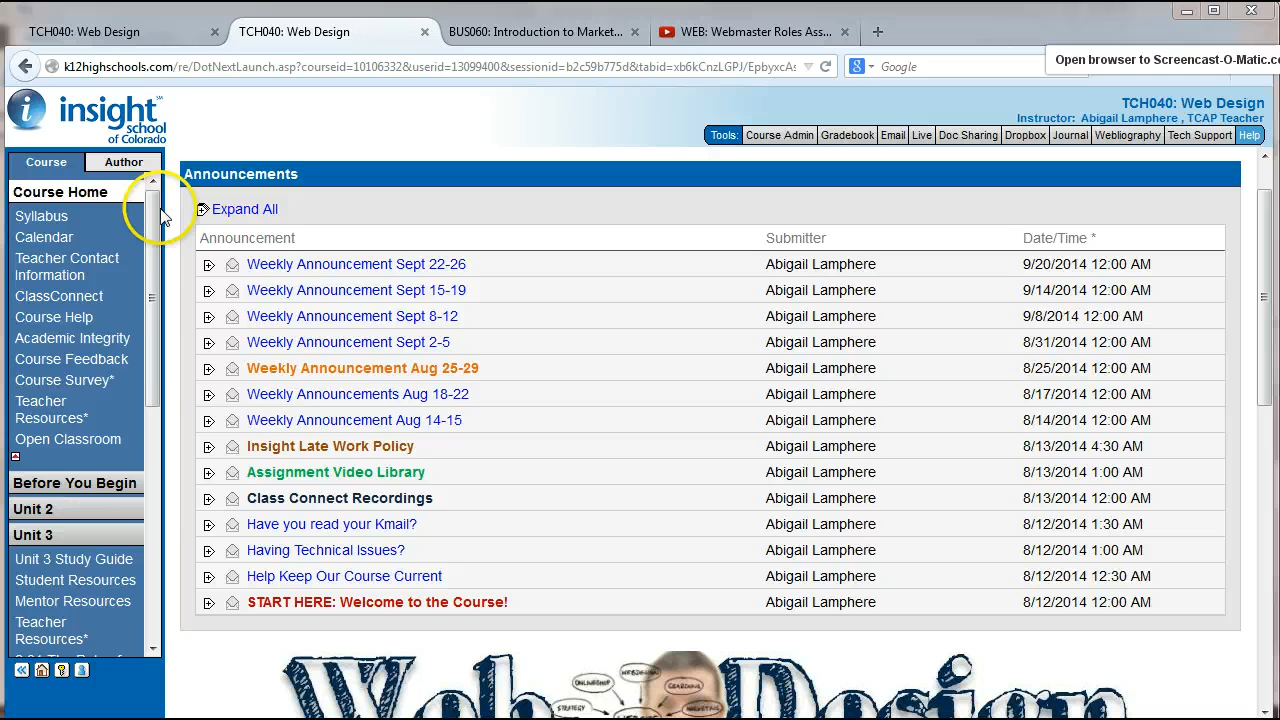 TCH040: Web Design
TCH040: Web Design
BUS060: Introduction to Market...
WEB: Webmaster Roles Ass...
k12highschools.com/re/DotNextLaunch.asp?courseid=10106332&userid=13099400&sessionid=b2c59b775d&tabid=xb6kCnzLGPJ/EpbyxcAs
Google
Open browser to Screencast-O-Matic.c
insight
school
of Colorado
TCH040: Web Design
Instructor: Abigail Lamphere , TCAP Teacher
Tools: Course Admin Gradebook Email Live Doc Sharing Dropbox Journal Webliography Tech Support Help
Course Author
Course Home
Syllabus
Calendar
Teacher Contact
Information
ClassConnect
Course Help
Academic Integrity
Course Feedback
Course Survey*
Teacher
Resources*
Open Classroom
Before You Begin
Unit 2
Unit 3
Unit 3 Study Guide
Student Resources
Mentor Resources
Teacher
Resources*
Announcements
Expand All
Announcement Submitter Date/Time *
Weekly Announcement Sept 22-26 Abigail Lamphere 9/20/2014 12:00 AM
Weekly Announcement Sept 15-19 Abigail Lamphere 9/14/2014 12:00 AM
Weekly Announcement Sept 8-12 Abigail Lamphere 9/8/2014 12:00 AM
Weekly Announcement Sept 2-5 Abigail Lamphere 8/31/2014 12:00 AM
Weekly Announcement Aug 25-29 Abigail Lamphere 8/25/2014 12:00 AM
Weekly Announcements Aug 18-22 Abigail Lamphere 8/17/2014 12:00 AM
Weekly Announcement Aug 14-15 Abigail Lamphere 8/14/2014 12:00 AM
Insight Late Work Policy Abigail Lamphere 8/13/2014 4:30 AM
Assignment Video Library Abigail Lamphere 8/13/2014 1:00 AM
Class Connect Recordings Abigail Lamphere 8/13/2014 12:00 AM
Have you read your Kmail? Abigail Lamphere 8/12/2014 1:30 AM
Having Technical Issues? Abigail Lamphere 8/12/2014 1:00 AM
Help Keep Our Course Current Abigail Lamphere 8/12/2014 12:30 AM
START HERE: Welcome to the Course! Abigail Lamphere 8/12/2014 12:00 AM
Web Design
STRATEGY